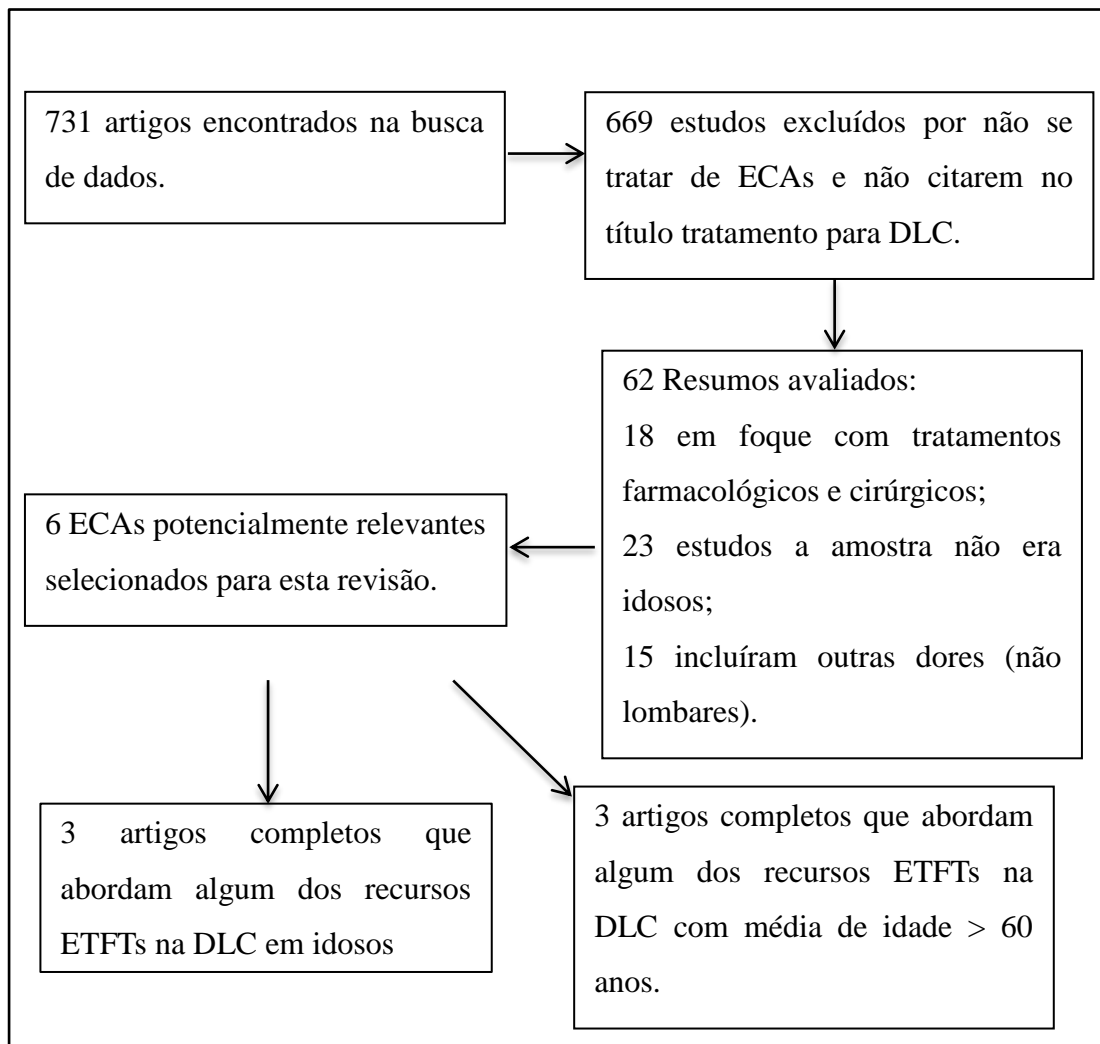 731 artigos encontrados na busca
de dados.
669 estudos excluídos por não se
tratar de ECAs e não citarem no
título tratamento para DLC.
62 Resumos avaliados:
18 em foque com tratamentos
farmacológicos e cirúrgicos;
23 estudos a amostra não era
idosos;
15 incluíram outras dores (não
lombares).
6 ECAs potencialmente relevantes
selecionados para esta revisão.
3 artigos completos que
abordam algum dos recursos
ETFTs na DLC em idosos
3 artigos completos que abordam
algum dos recursos ETFTs na
DLC com média de idade > 60
anos.